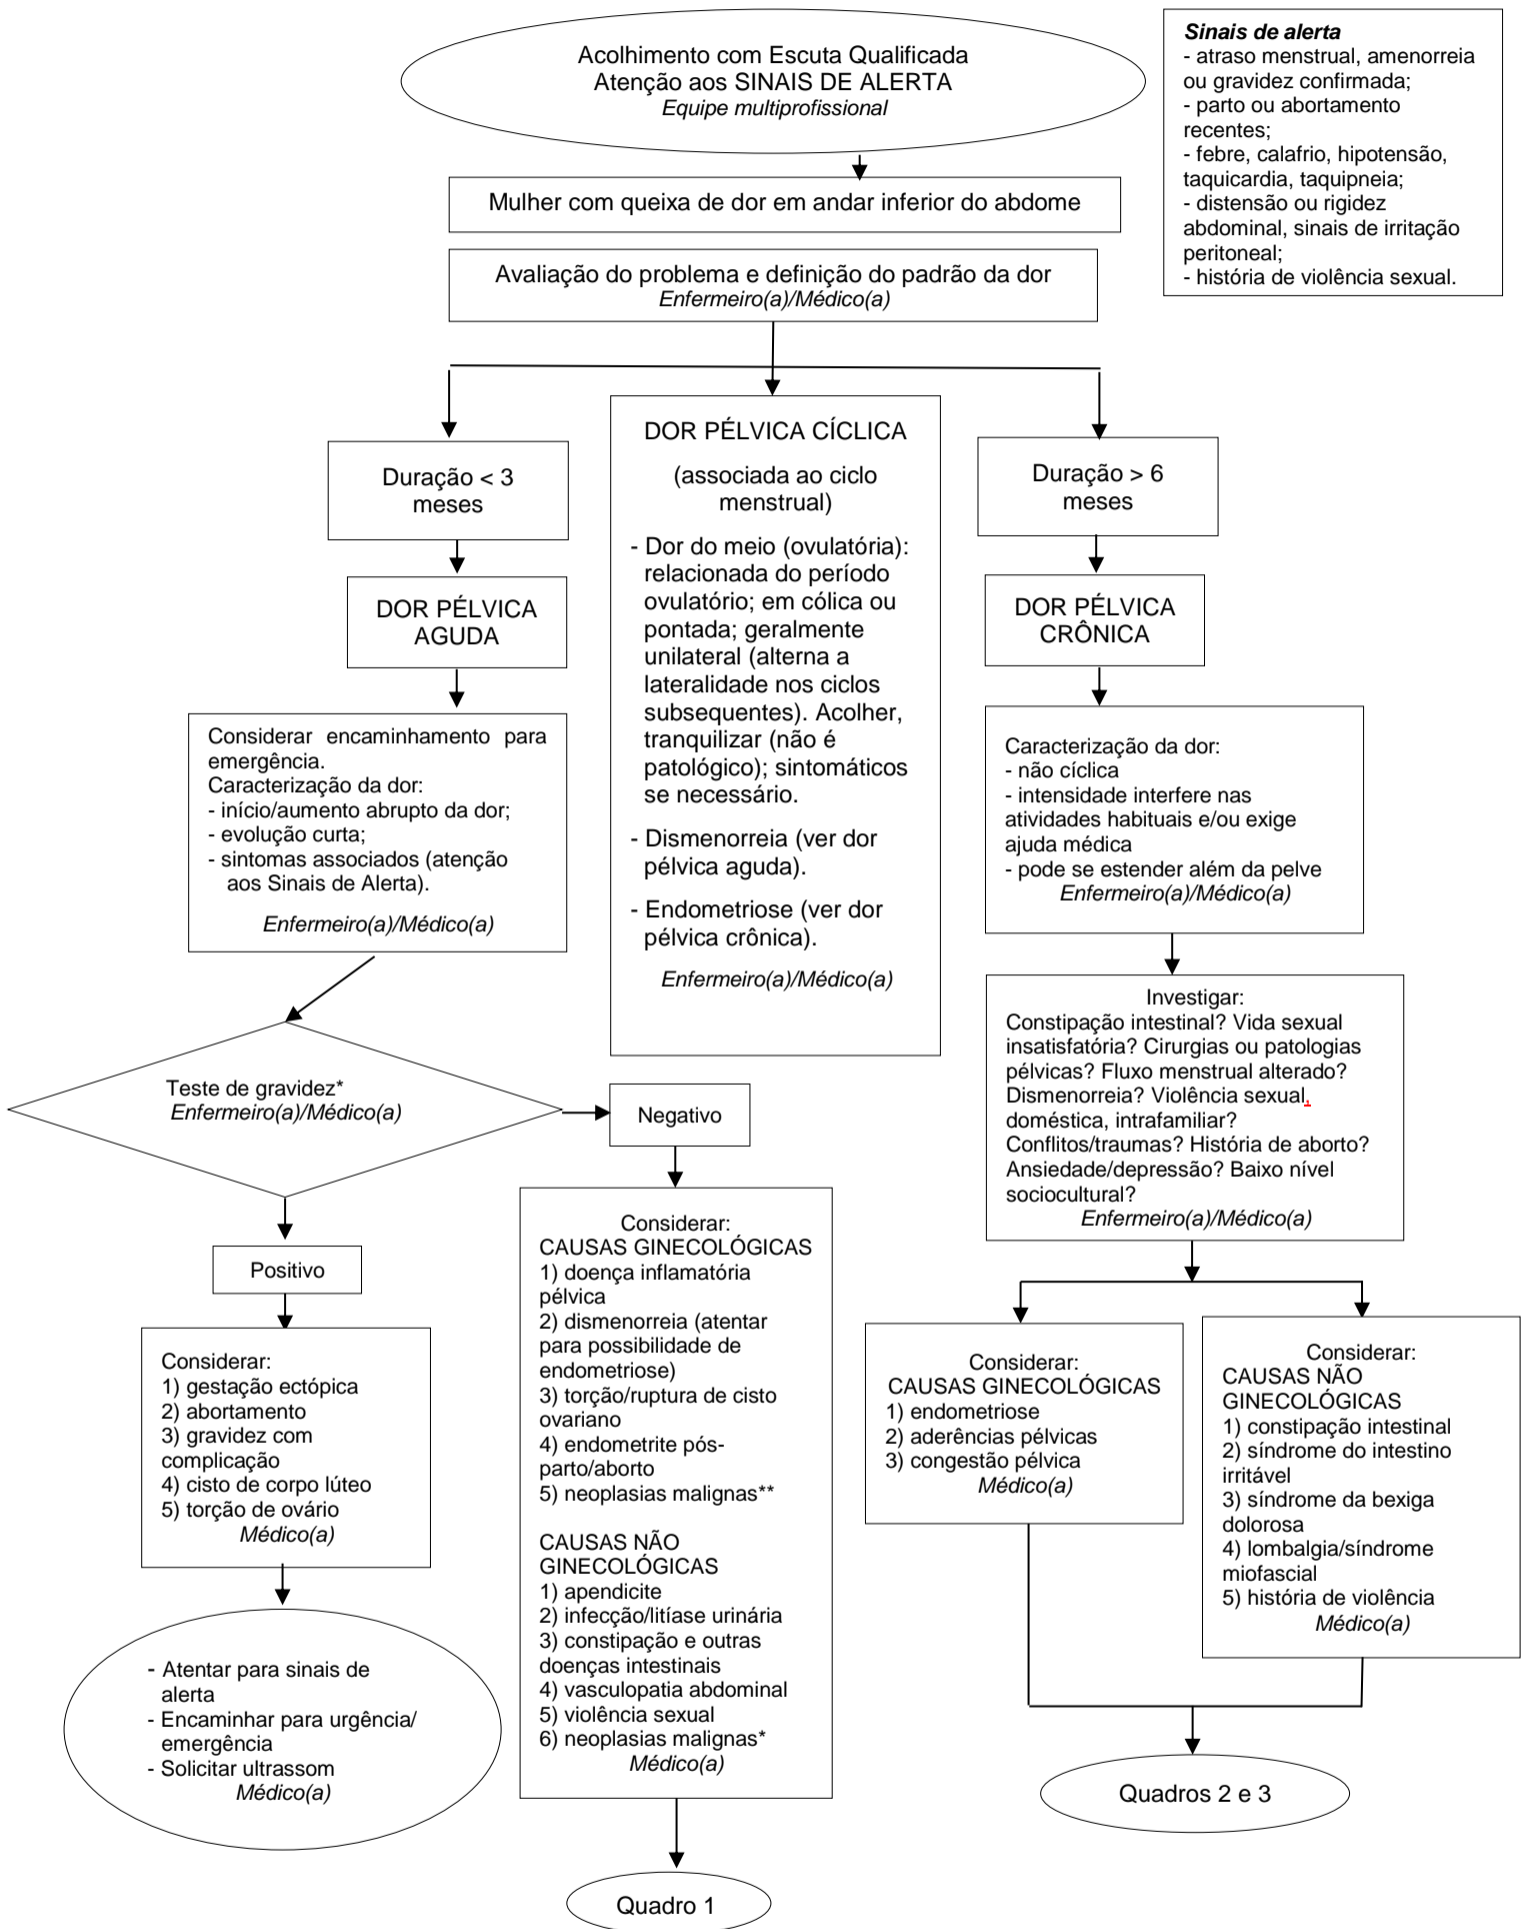 Acolhimento com Escuta Qualificada
Atenção aos SINAIS DE ALERTA
Equipe multiprofissional
Sinais de alerta
- atraso menstrual, amenorreia
ou gravidez confirmada;
- parto ou abortamento
recentes;
- febre, calafrio, hipotensão,
taquicardia, taquipneia;
- distensão ou rigidez
abdominal, sinais de irritação
peritoneal;
- história de violência sexual.
Mulher com queixa de dor em andar inferior do abdome
Avaliação do problema e definição do padrão da dor
Enfermeiro(a)/Médico(a)
Duração < 3
meses
DOR PÉLVICA
AGUDA
Considerar encaminhamento para
emergência.
Caracterização da dor:
- início/aumento abrupto da dor;
- evolução curta;
- sintomas associados (atenção
aos Sinais de Alerta).
Enfermeiro(a)/Médico(a)
DOR PÉLVICA CÍCLICA
(associada ao ciclo
menstrual)
- Dor do meio (ovulatória):
relacionada do período
ovulatório; em cólica ou
pontada; geralmente
unilateral (alterna a
lateralidade nos ciclos
subsequentes). Acolher,
tranquilizar (não é
patológico); sintomáticos
se necessário.
- Dismenorreia (ver dor
pélvica aguda).
- Endometriose (ver dor
pélvica crônica).
Enfermeiro(a)/Médico(a)
Duração > 6
meses
DOR PÉLVICA
CRÔNICA
Caracterização da dor:
- não cíclica
- intensidade interfere nas
atividades habituais e/ou exige
ajuda médica
- pode se estender além da pelve
Enfermeiro(a)/Médico(a)
Investigar:
Constipação intestinal? Vida sexual
insatisfatória? Cirurgias ou patologias
pélvicas? Fluxo menstrual alterado?
Dismenorreia? Violência sexual,
doméstica, intrafamiliar?
Conflitos/traumas? História de aborto?
Ansiedade/depressão? Baixo nível
sociocultural?
Enfermeiro(a)/Médico(a)
Teste de gravidez*
Enfermeiro(a)/Médico(a)
Negativo
Positivo
Considerar:
1) gestação ectópica
2) abortamento
3) gravidez com
complicação
4) cisto de corpo lúteo
5) torção de ovário
Médico(a)
- Atentar para sinais de
alerta
- Encaminhar para urgência/
emergência
- Solicitar ultrassom
Médico(a)
Considerar:
CAUSAS GINECOLÓGICAS
1) doença inflamatória
pélvica
2) dismenorreia (atentar
para possibilidade de
endometriose)
3) torção/ruptura de cisto
ovariano
4) endometrite pós-
parto/aborto
5) neoplasias malignas**
CAUSAS NÃO
GINECOLÓGICAS
1) apendicite
2) infecção/litíase urinária
3) constipação e outras
doenças intestinais
4) vasculopatia abdominal
5) violência sexual
6) neoplasias malignas*
Médico(a)
Quadro 1
Considerar:
CAUSAS GINECOLÓGICAS
1) endometriose
2) aderências pélvicas
3) congestão pélvica
Médico(a)
Considerar:
CAUSAS NÃO
GINECOLÓGICAS
1) constipação intestinal
2) síndrome do intestino
irritável
3) síndrome da bexiga
dolorosa
4) lombalgia/síndrome
miofascial
5) história de violência
Médico(a)
Quadros 2 e 3